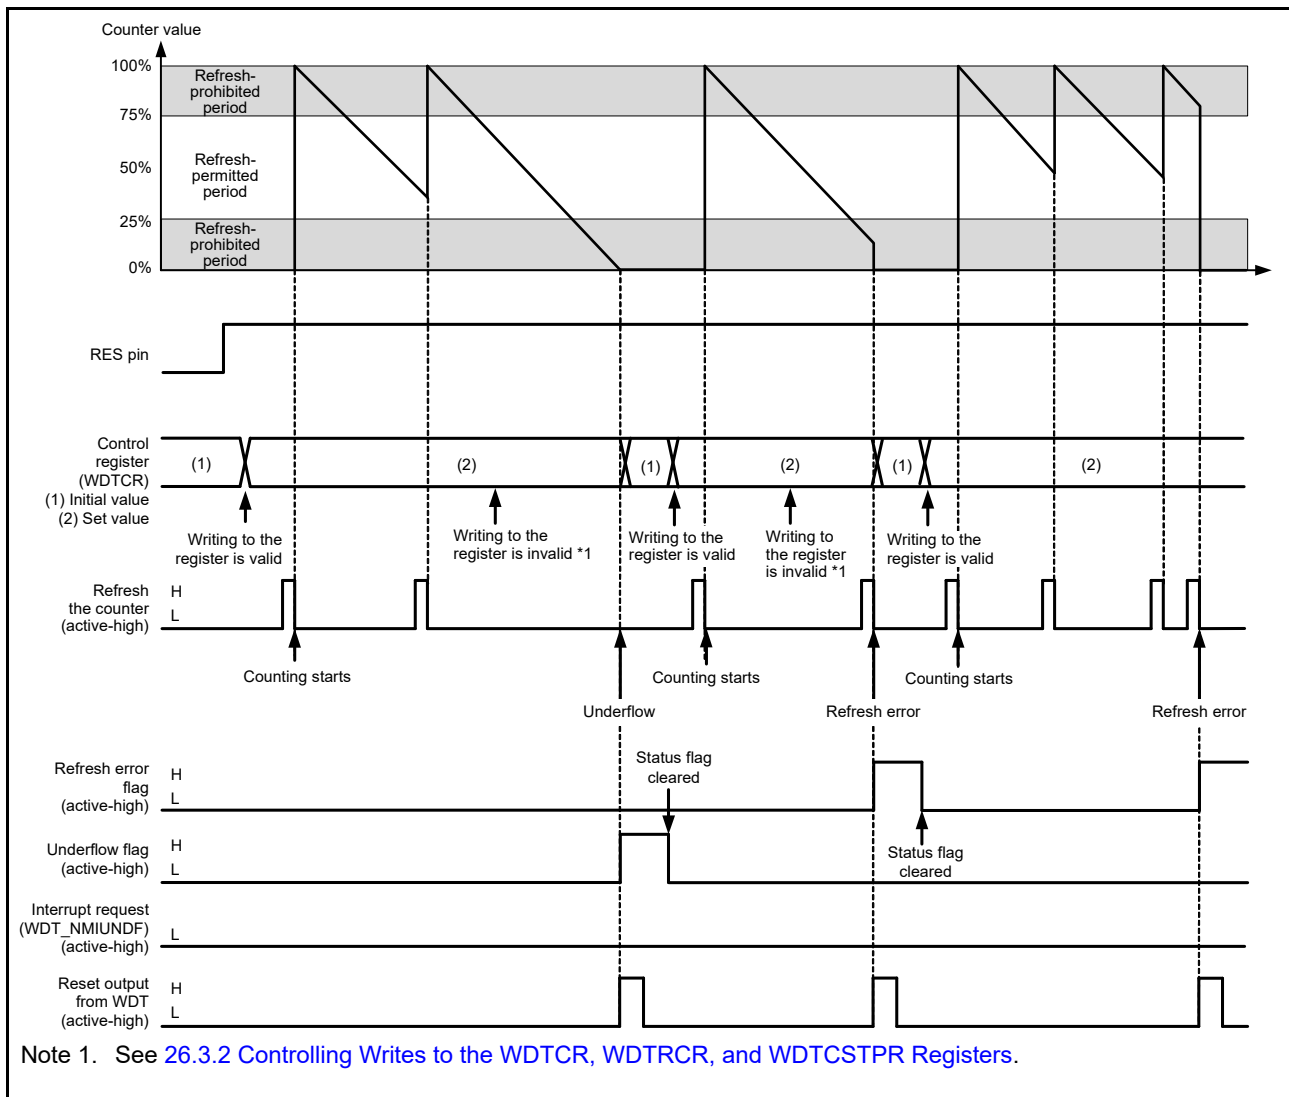 Counter value
100%
Refresh-
prohibited
period
75%
Refresh-
permitted
period
50%
25%
Refresh-
prohibited
period
0%
RES pin
Control
register
(WDTCR)
(1) Initial value
(2) Set value
(1)
(2)
(1)
(2)
(1)
(2)
Writing to the
register is valid
Writing to the
register is invalid *1
Writing to the
register is valid
Writing to
the register
is invalid *1
Writing to the
register is valid
Refresh
the counter
(active-high)
H
L
Counting starts
Counting starts
Counting starts
Underflow
Refresh error
Refresh error
Refresh error
flag
(active-high)
H
L
Status flag
cleared
Status flag
cleared
Underflow flag
(active-high)
H
L
Interrupt request
(WDT_NMIUNDF)
(active-high)
L
Reset output
from WDT
(active-high)
H
L
Note 1. See 26.3.2 Controlling Writes to the WDTCR, WDTRCR, and WDTCSTPR Registers.